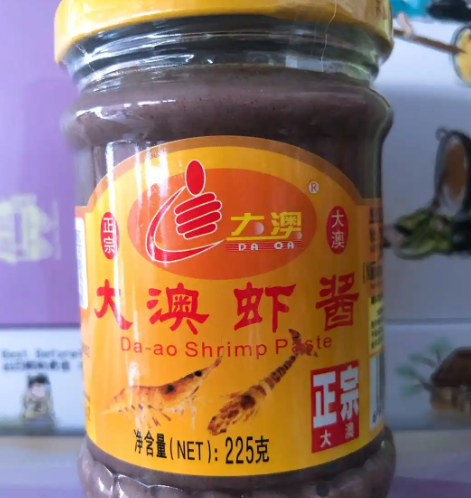 大澳
®
DA OA
正宗
大澳
大澳虾酱
Da-ao Shrimp Paste
正宗
大澳
净含量(NET): 225克